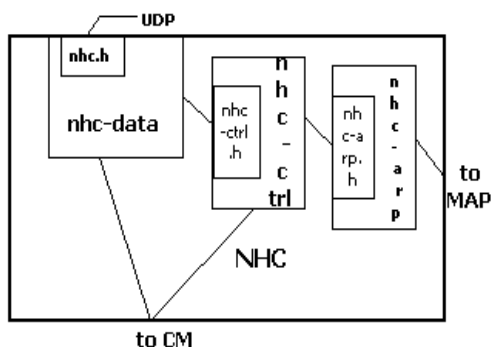 UDP
nhc.h
nhc-data
nhc
-ctrl
.h
n
h
c
-
c
trl
nh
c-a
rp.
h
n
h
c
-
a
r
p
to
MAP
NHC
to CM